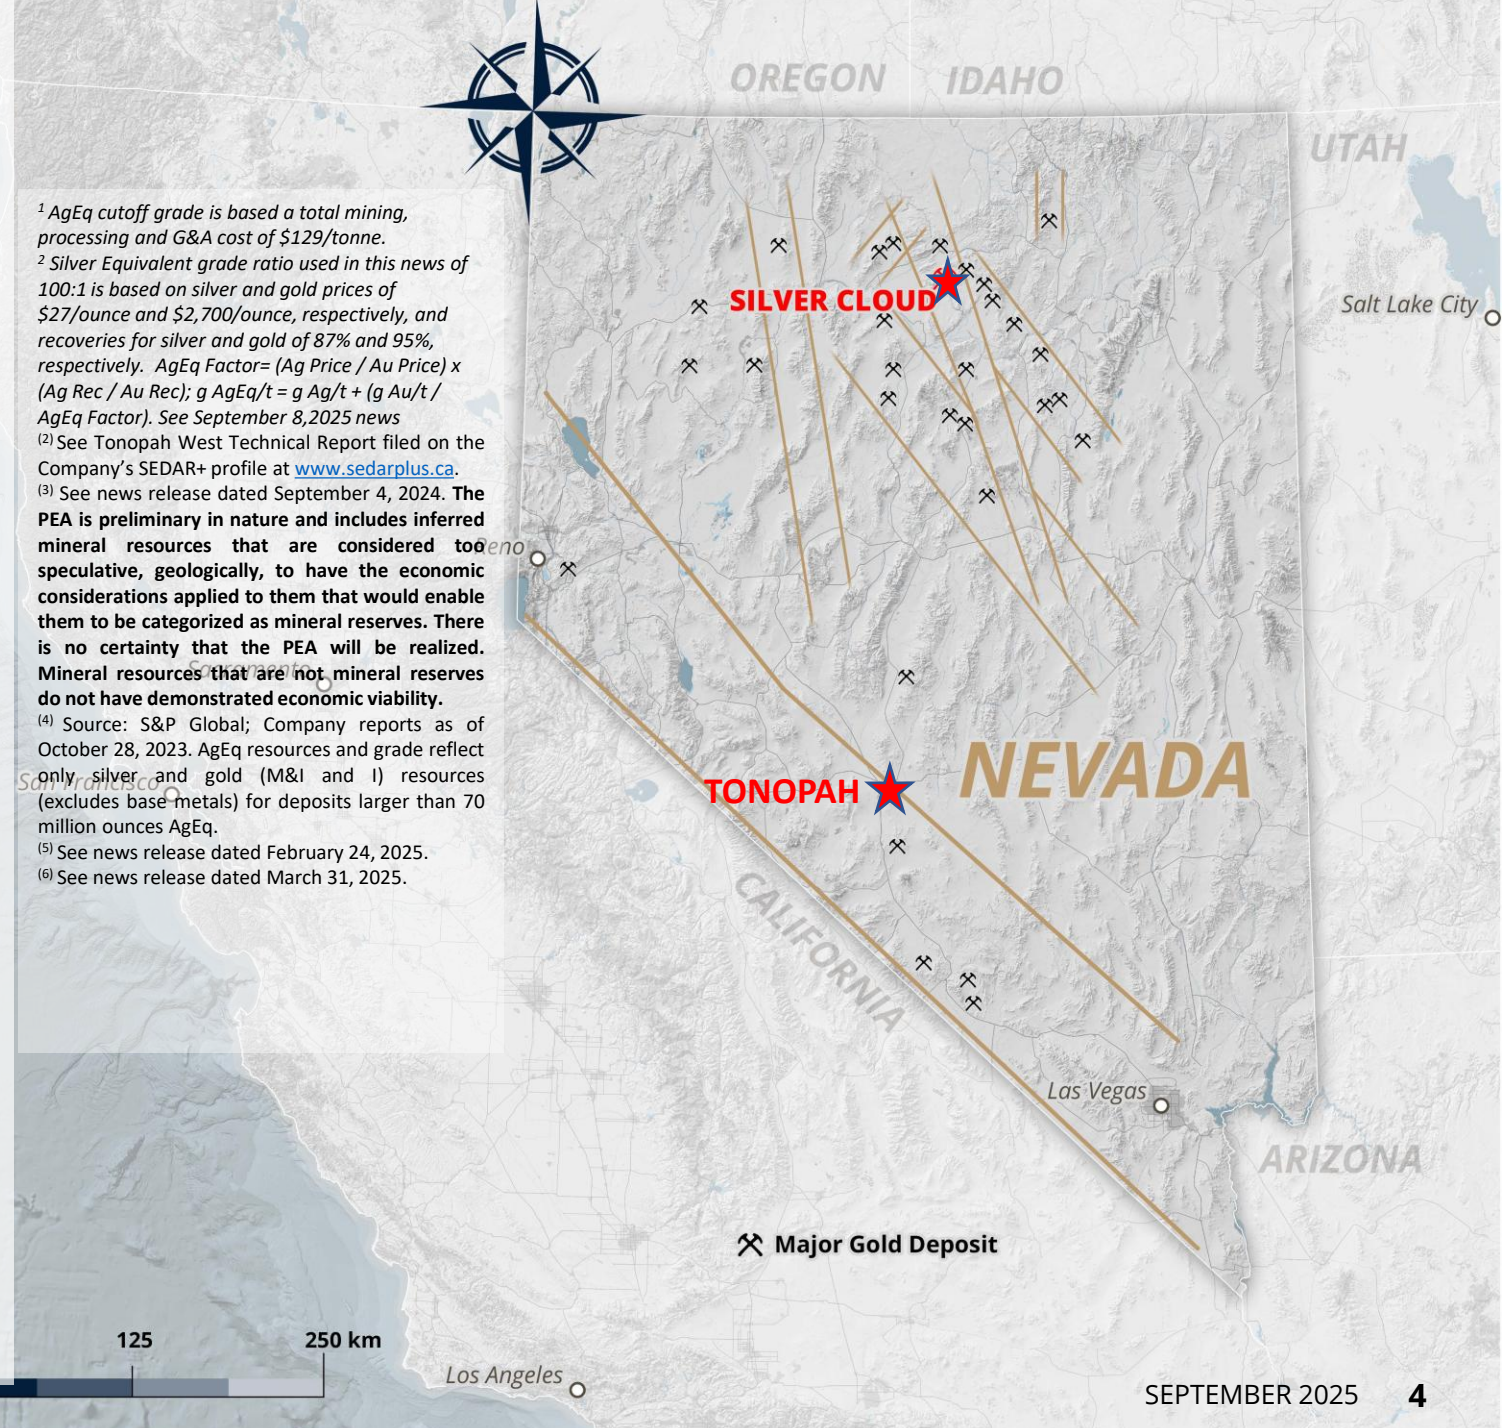 OREGON
IDAHO
UTAH
¹ AgEq cutoff grade is based a total mining,
processing and G&A cost of $129/tonne.
² Silver Equivalent grade ratio used in this news of
100:1 is based on silver and gold prices of
$27/ounce and $2,700/ounce, respectively, and
recoveries for silver and gold of 87% and 95%,
respectively. AgEq Factor= (Ag Price / Au Price) x
(Ag Rec / Au Rec); g AgEq/t = g Ag/t + (g Au/t /
AgEq Factor). See September 8,2025 news
(2) See Tonopah West Technical Report filed on the
Company's SEDAR+ profile at www.sedarplus.ca.
(3) See news release dated September 4, 2024. The
PEA is preliminary in nature and includes inferred
mineral resources that are considered too
speculative, geologically, to have the economic
considerations applied to them that would enable
them to be categorized as mineral reserves. There
is no certainty that the PEA will be realized.
Mineral resources that are not mineral reserves
do not have demonstrated economic viability.
(4) Source: S&P Global; Company reports as of
October 28, 2023. AgEq resources and grade reflect
only silver and gold (M&I and I) resources
(excludes base metals) for deposits larger than 70
million ounces AgEq.
(5) See news release dated February 24, 2025.
(6) See news release dated March 31, 2025.
SILVER CLOUD
Salt Lake City
Reno
Sacramento
San Francisco
NEVADA
TONOPAH
CALIFORNIA
Las Vegas
ARIZONA
Major Gold Deposit
125
250 km
Los Angeles
SEPTEMBER 2025
4